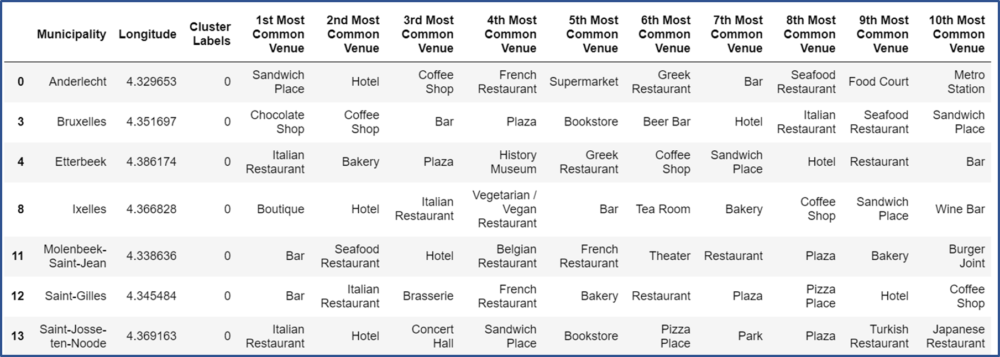 Municipality Longitude Cluster Labels 1st Most Common Venue 2nd Most Common Venue 3rd Most Common Venue 4th Most Common Venue 5th Most Common Venue 6th Most Common Venue 7th Most Common Venue 8th Most Common Venue 9th Most Common Venue 10th Most Common Venue
0 Anderlecht 4.329653 0 Sandwich Place Hotel Coffee Shop French Restaurant Supermarket Greek Restaurant Bar Seafood Restaurant Food Court Metro Station
3 Bruxelles 4.351697 0 Chocolate Shop Coffee Shop Bar Plaza Bookstore Beer Bar Hotel Italian Restaurant Seafood Restaurant Sandwich Place
4 Etterbeek 4.386174 0 Italian Restaurant Bakery Plaza History Museum Greek Restaurant Coffee Shop Sandwich Place Hotel Restaurant Bar
8 Ixelles 4.366828 0 Boutique Hotel Italian Restaurant Vegetarian / Vegan Restaurant Bar Tea Room Bakery Coffee Shop Sandwich Place Wine Bar
11 Molenbeek-Saint-Jean 4.338636 0 Bar Seafood Restaurant Hotel Belgian Restaurant French Restaurant Theater Restaurant Plaza Bakery Burger Joint
12 Saint-Gilles 4.345484 0 Bar Italian Restaurant Brasserie French Restaurant Bakery Restaurant Plaza Pizza Place Hotel Coffee Shop
13 Saint-Josse-ten-Noode 4.369163 0 Italian Restaurant Hotel Concert Hall Sandwich Place Bookstore Pizza Place Park Plaza Turkish Restaurant Japanese Restaurant